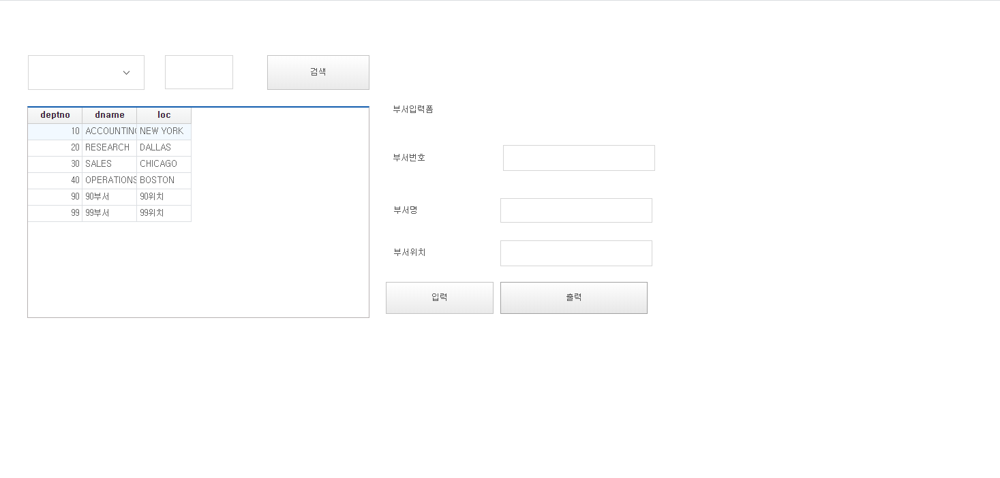 검색
deptno dname loc
10 ACCOUNTING NEW YORK
20 RESEARCH DALLAS
30 SALES CHICAGO
40 OPERATIONS BOSTON
90 90부서 90위치
99 99부서 99위치
부서입력폼
부서번호
부서명
부서위치
입력 출력